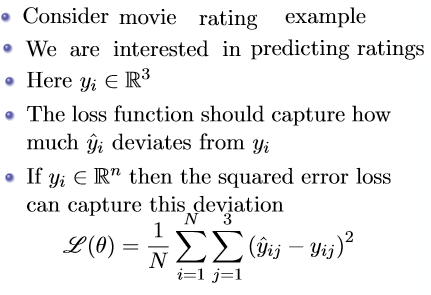 • Consider movie rating example
• We are interested in predicting ratings
• Here $y_i \in \mathbb{R}^3$
• The loss function should capture how
much $\hat{y}_i$ deviates from $y_i$
• If $y_i \in \mathbb{R}^n$ then the squared error loss
can capture this deviation
$\mathscr{L}(\theta) = \frac{1}{N} \sum_{i=1}^{N} \sum_{j=1}^{3} (\hat{y}_{ij} - y_{ij})^2$